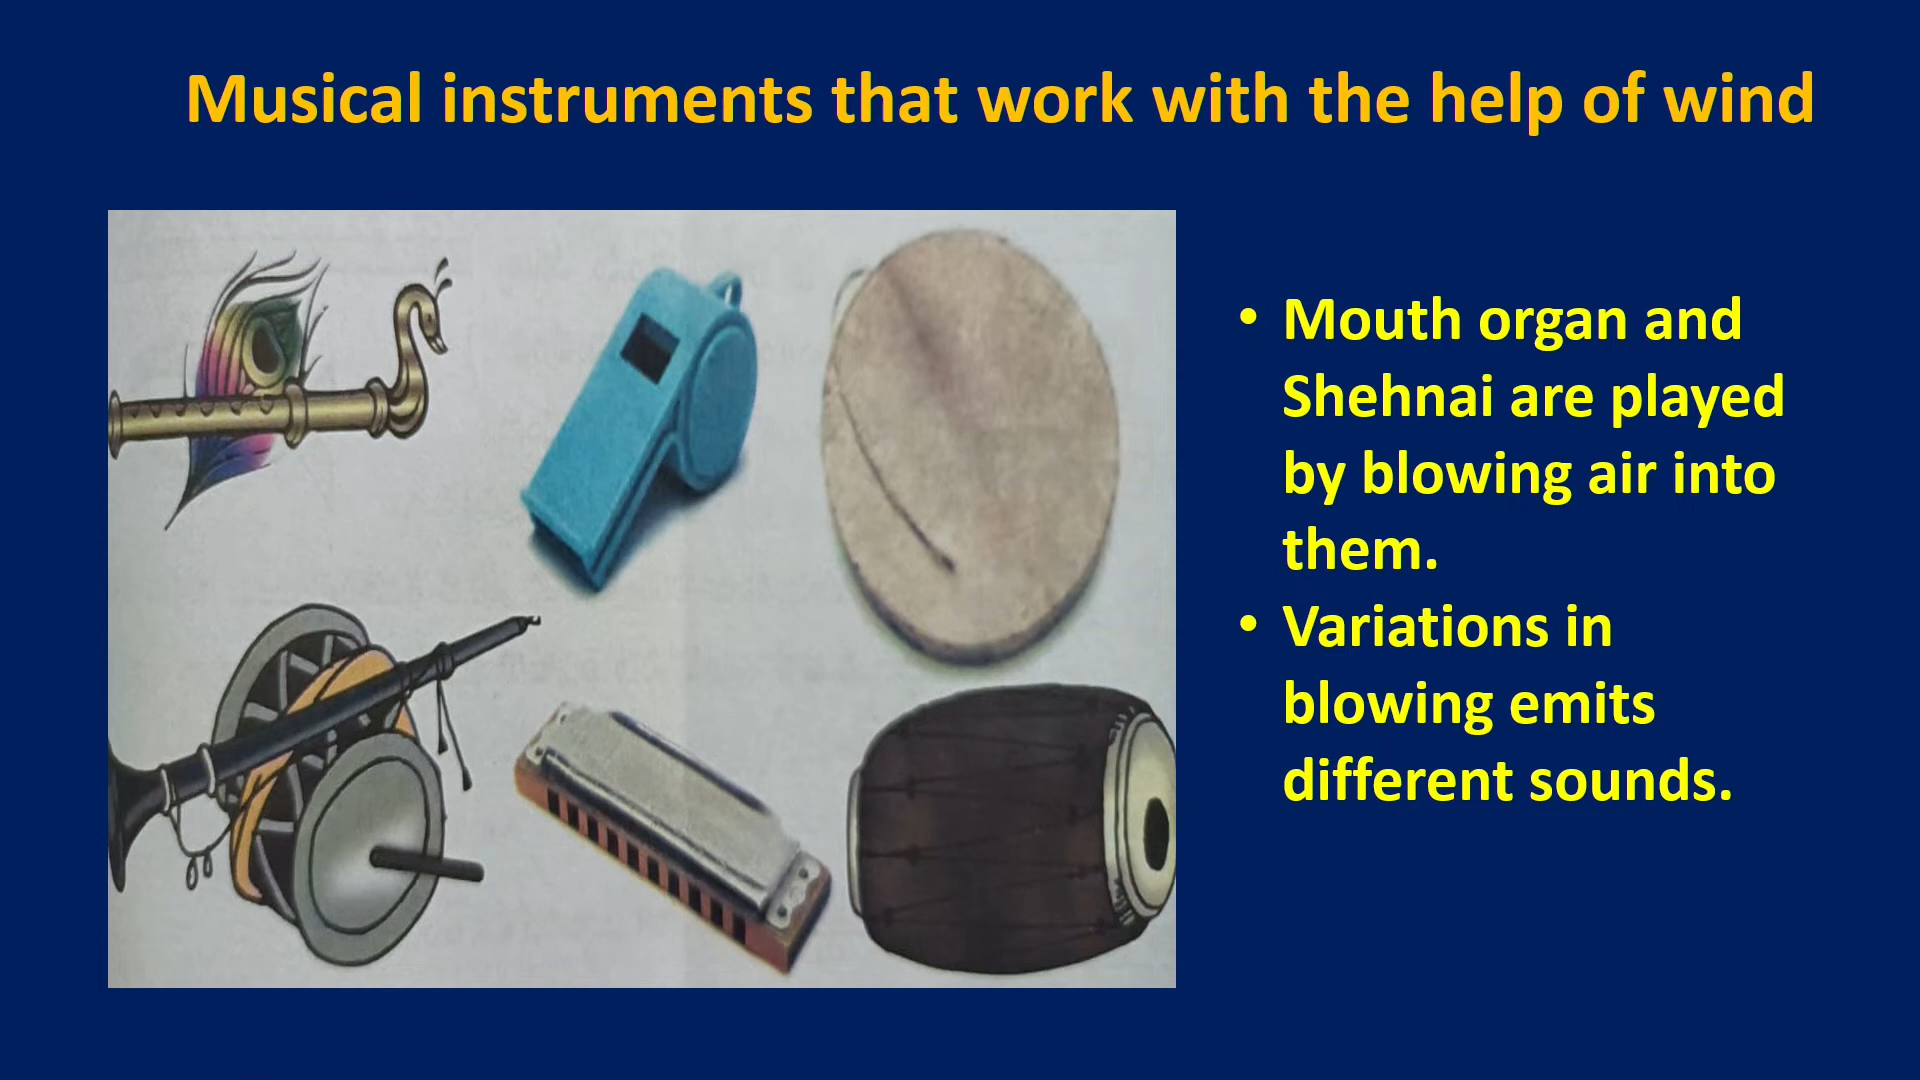 Musical instruments that work with the help of wind
• Mouth organ and
Shehnai are played
by blowing air into
them.
• Variations in
blowing emits
different sounds.